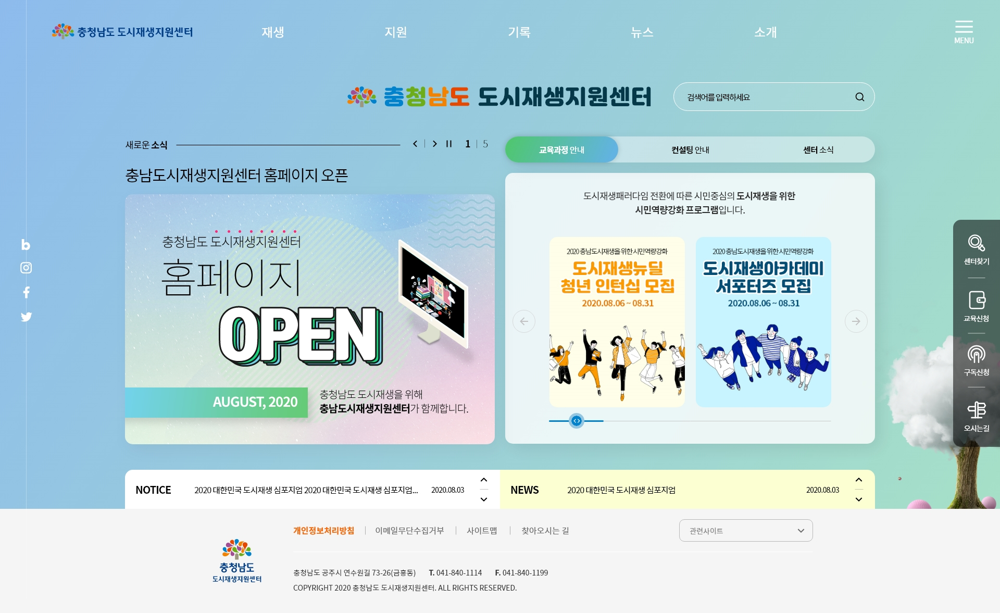 충청남도 도시재생지원센터
재생
지원
기록
뉴스
소개
MENU
충청남도 도시재생지원센터
검색어를 입력하세요
새로운 소식
1 | 5
교육과정 안내
컨설팅 안내
센터 소식
충남도시재생지원센터 홈페이지 오픈
충청남도 도시재생지원센터
홈페이지
OPEN
AUGUST, 2020
충청남도 도시재생을 위해
충남도시재생지원센터가 함께합니다.
도시재생패러다임 전환에 따른 시민중심의 도시재생을 위한
시민역량강화 프로그램입니다.
2020 충남도시재생을 위한 시민역량강화
도시재생뉴딜
청년 인턴십 모집
2020.08.06 ~ 08.31
2020 충남도시재생을 위한 시민역량강화
도시재생아카데미
서포터즈 모집
2020.08.06 ~ 08.31
센터찾기
교육신청
구독신청
오시는길
NOTICE
2020 대한민국 도시재생 심포지엄 2020 대한민국 도시재생 심포지엄...
2020.08.03
NEWS
2020 대한민국 도시재생 심포지엄
2020.08.03
개인정보처리방침
이메일무단수집거부
사이트맵
찾아오시는 길
관련사이트
충청남도
도시재생지원센터
충청남도 공주시 연수원길 73-26(금흥동) T. 041-840-1114 F. 041-840-1199
COPYRIGHT 2020 충청남도 도시재생지원센터. ALL RIGHTS RESERVED.